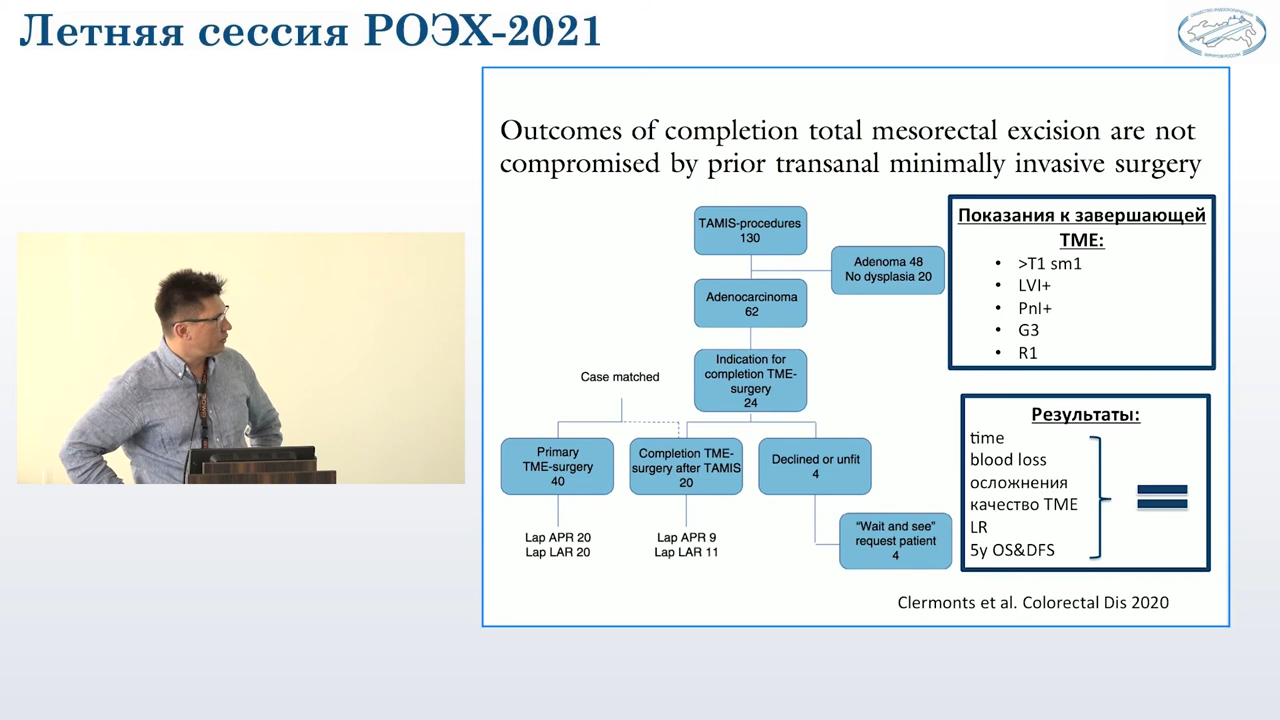 Летняя сессия РОЭХ-2021
Outcomes of completion total mesorectal excision are not
compromised by prior transanal minimally invasive surgery
TAMIS-procedures
130
Adenoma 48
No dysplasia 20
Adenocarcinoma
62
Indication for
completion TME-
surgery
24
Case matched
Primary
TME-surgery
40
Completion TME-
surgery after TAMIS
20
Declined or unfit
4
Lap APR 20
Lap LAR 20
Lap APR 9
Lap LAR 11
“Wait and see”
request patient
4
Показания к завершающей
TME:
• >T1 sm1
• LVI+
• PnI+
• G3
• R1
Результаты:
time
blood loss
осложнения
качество TME
LR
5y OS&DFS
=
Clermonts et al. Colorectal Dis 2020